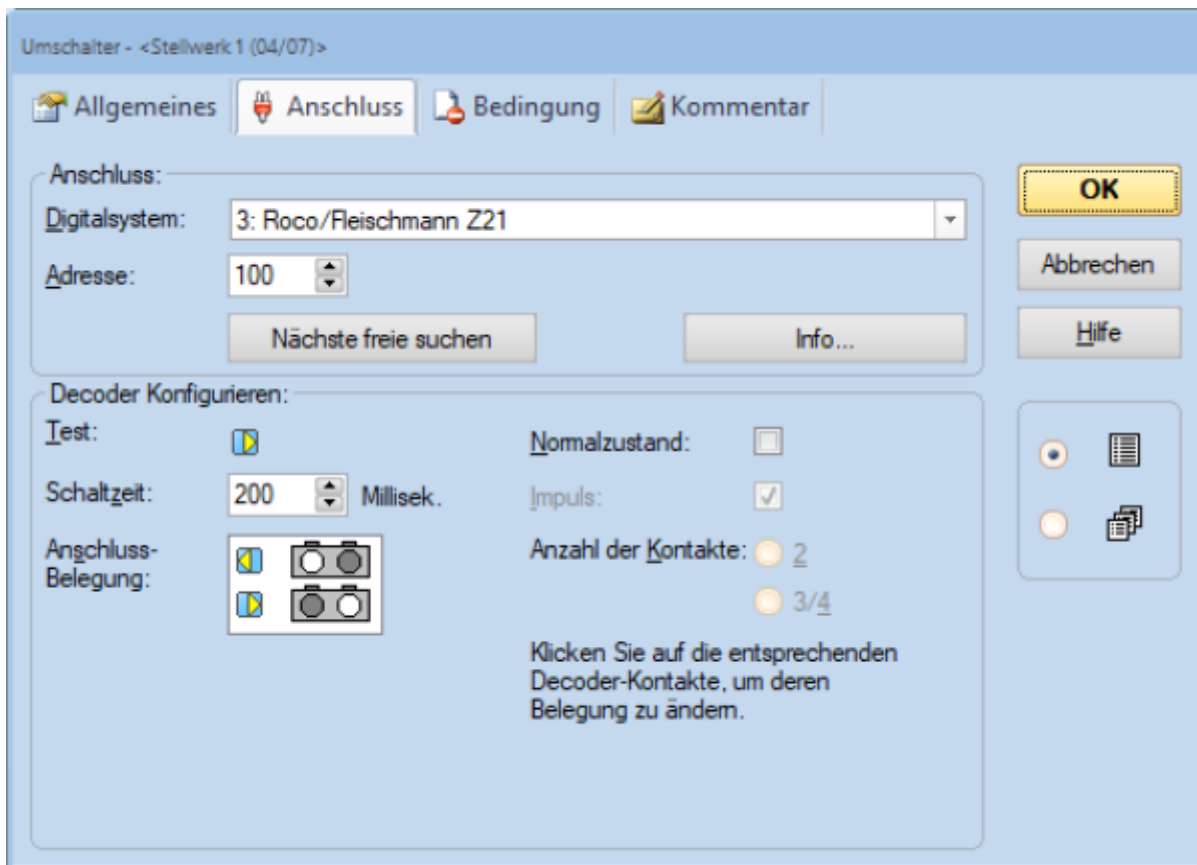 Umschalter - <Stellwerk 1 (04/07)>
Allgemeines Anschluss Bedingung Kommentar
Anschluss:
Digitalsystem: 3: Roco/Fleischmann Z21
Adresse: 100
Nächste freie suchen Info...
OK
Abbrechen
Hilfe
Decoder Konfigurieren:
Test: Normalzustand:
Schaltzeit: 200 Millisek. Impuls:
Anschluss-
Belegung:
Anzahl der Kontakte: 2
3/4
Klicken Sie auf die entsprechenden
Decoder-Kontakte, um deren
Belegung zu ändern.